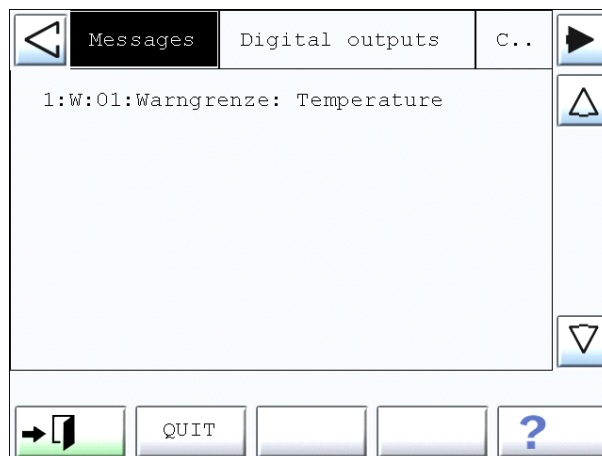 Messages Digital outputs C..
1:W:01:Warngrenze: Temperature
QUIT
?